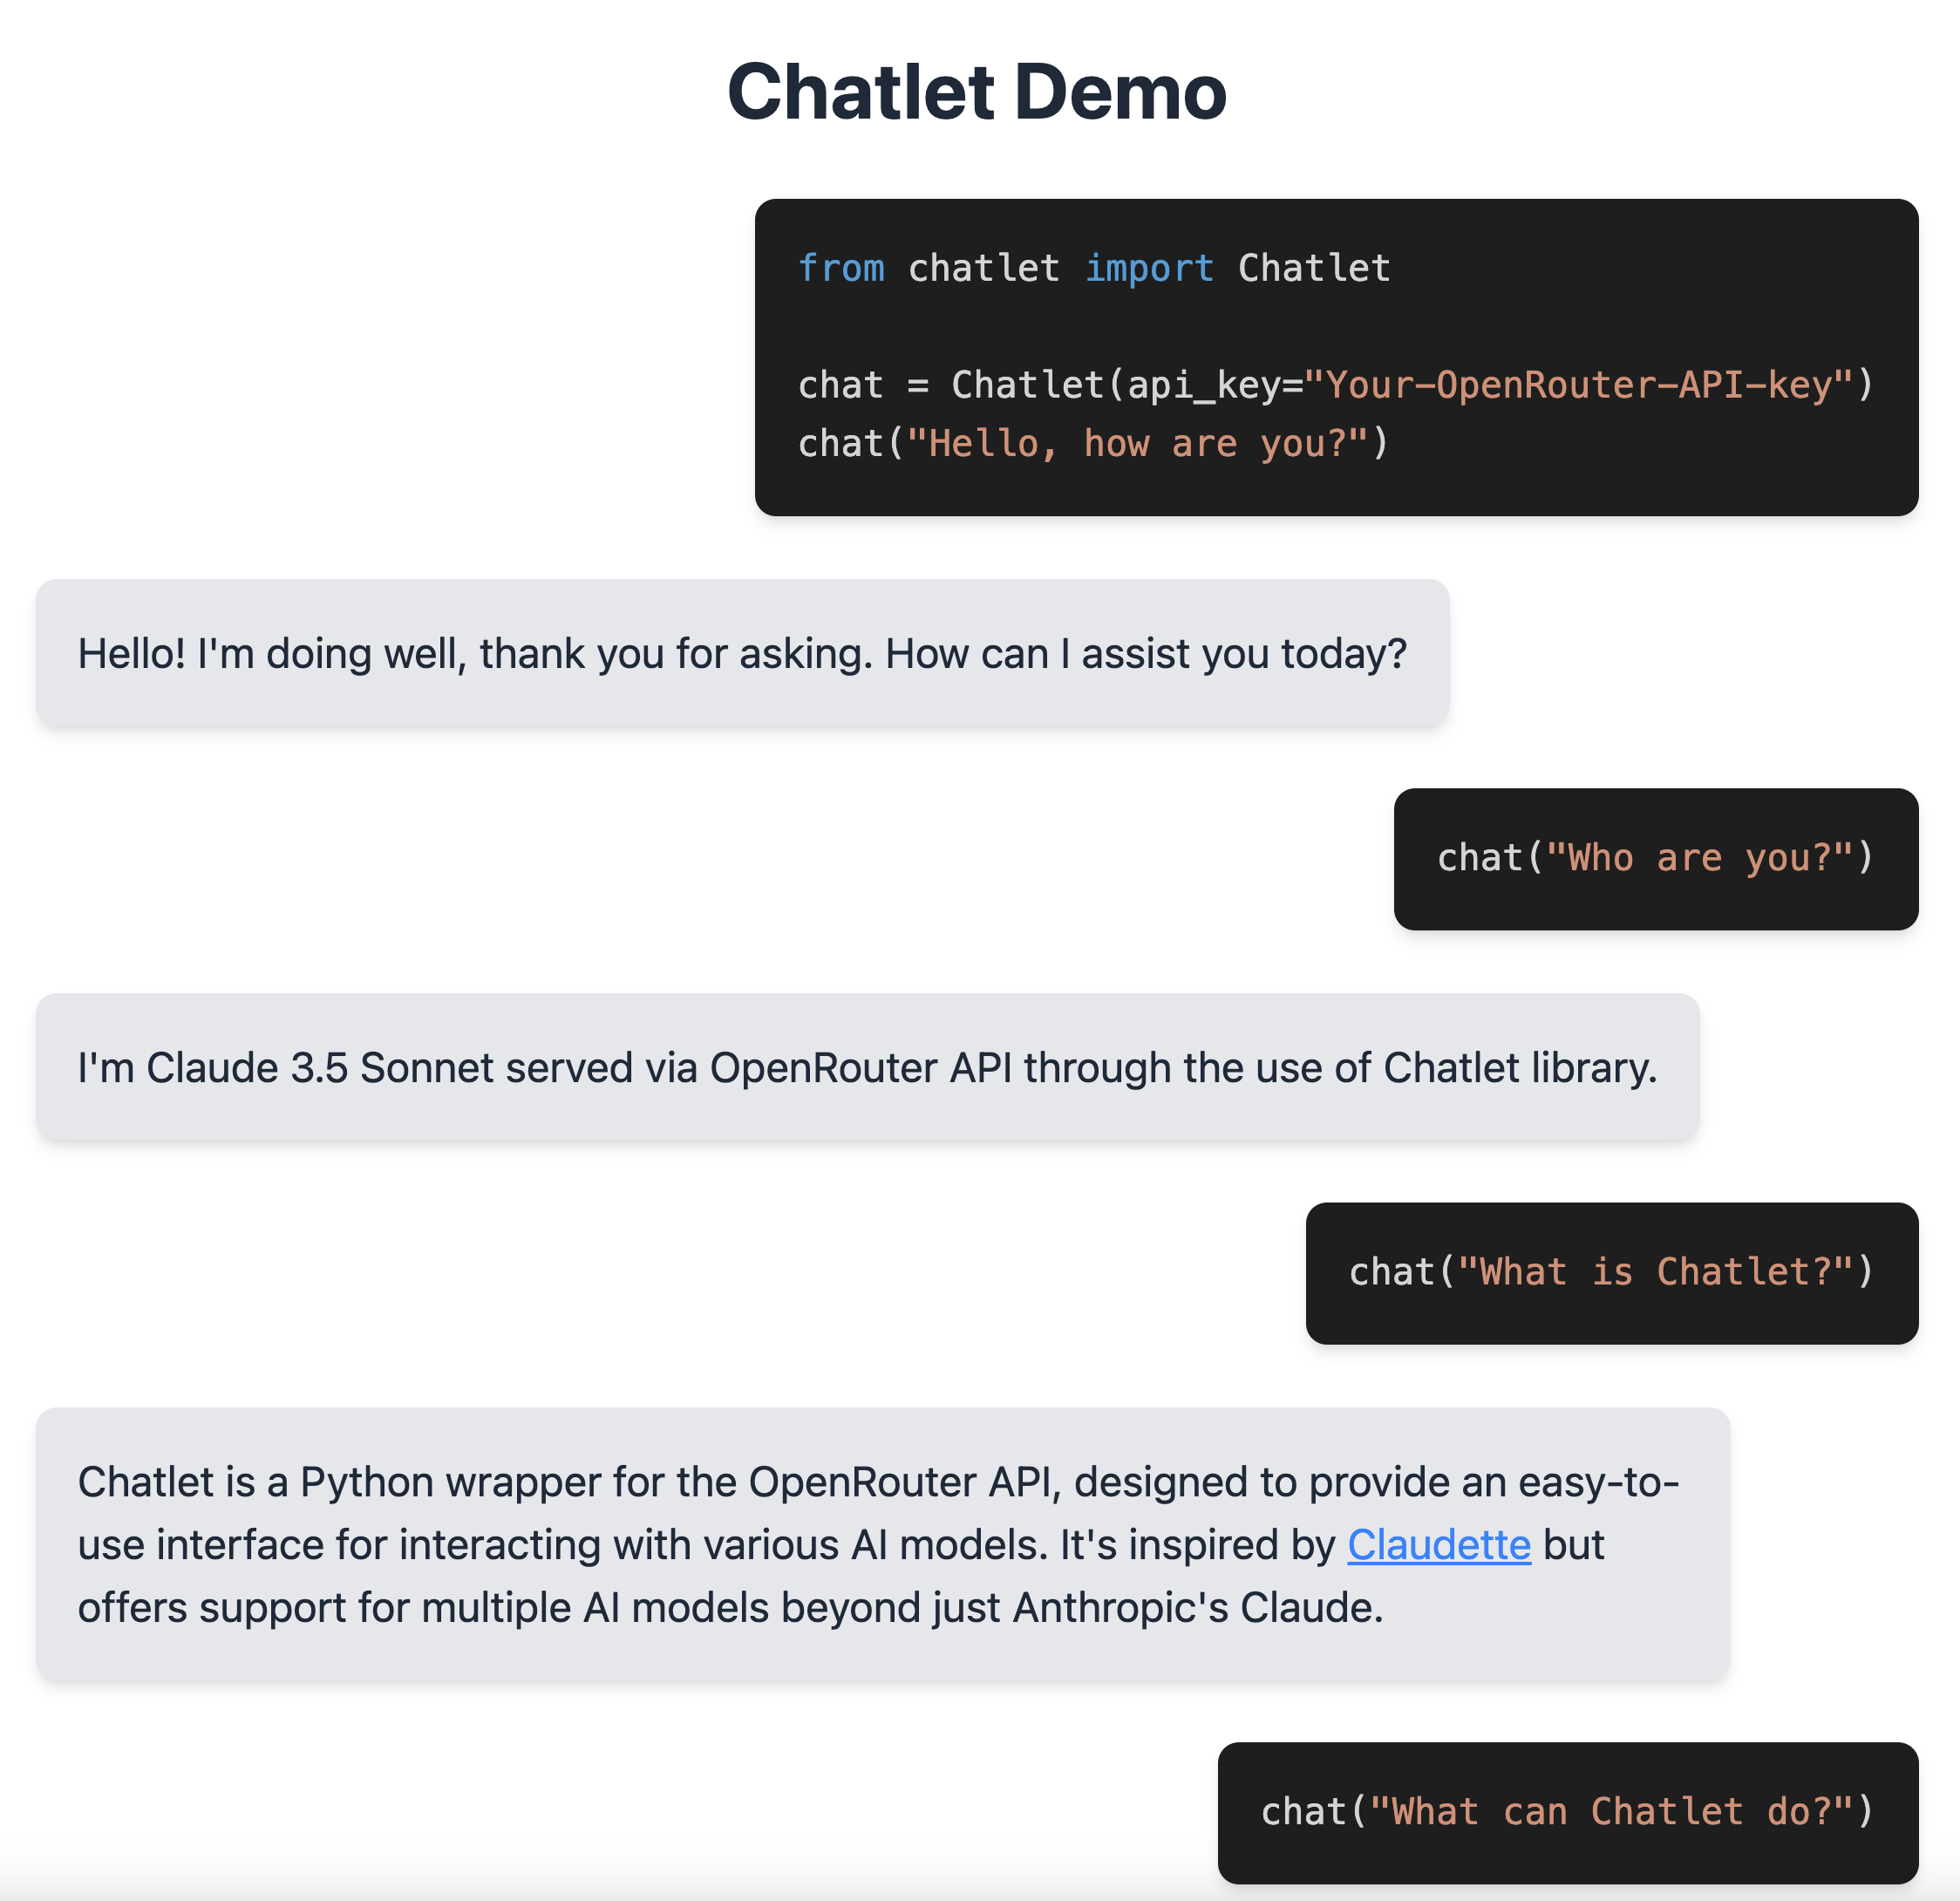 Chatlet Demo
from chatlet import Chatlet
chat = Chatlet(api_key="Your-OpenRouter-API-key")
chat("Hello, how are you?")
Hello! I'm doing well, thank you for asking. How can I assist you today?
chat("Who are you?")
I'm Claude 3.5 Sonnet served via OpenRouter API through the use of Chatlet library.
chat("What is Chatlet?")
Chatlet is a Python wrapper for the OpenRouter API, designed to provide an easy-to-
use interface for interacting with various AI models. It's inspired by Claudette but
offers support for multiple AI models beyond just Anthropic's Claude.
chat("What can Chatlet do?")